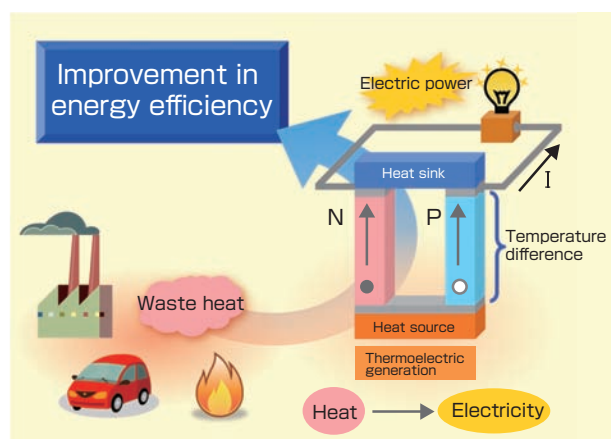 Improvement in
energy efficiency
Electric power
Heat sink
I
N
P
Temperature
difference
Waste heat
Heat source
Thermoelectric
generation
Heat
Electricity